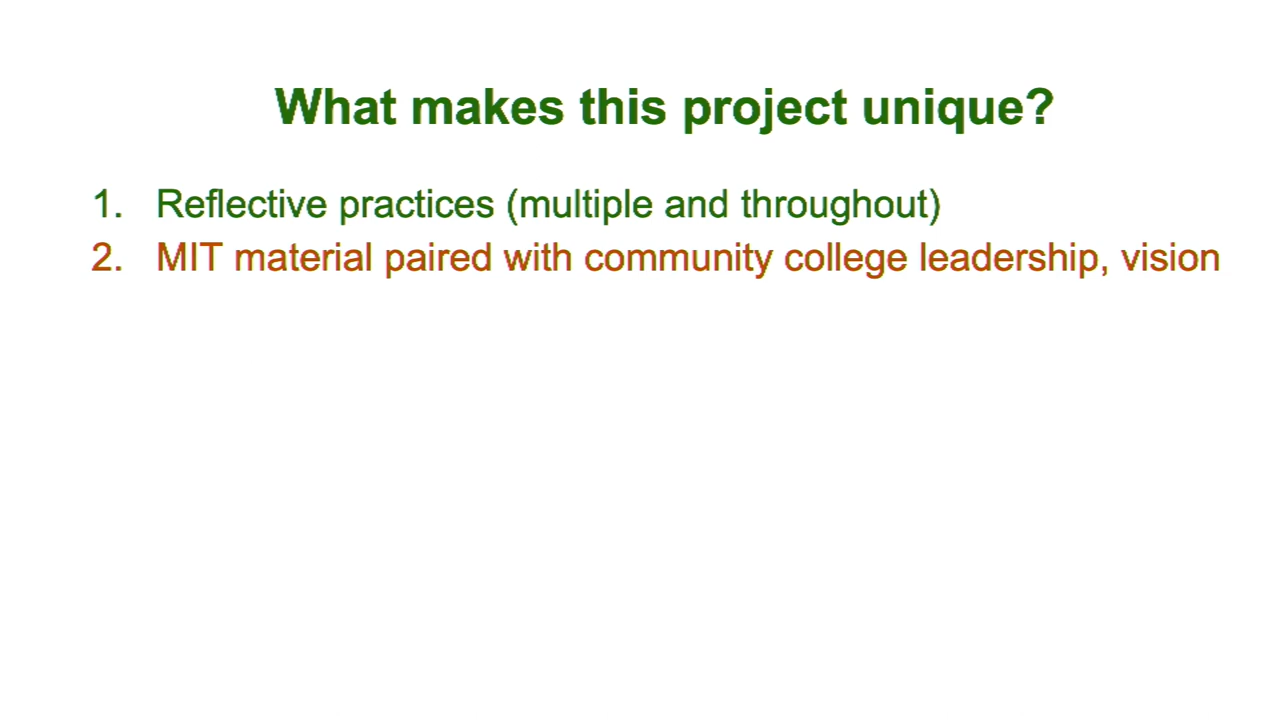 What makes this project unique?
1. Reflective practices (multiple and throughout)
2. MIT material paired with community college leadership, vision